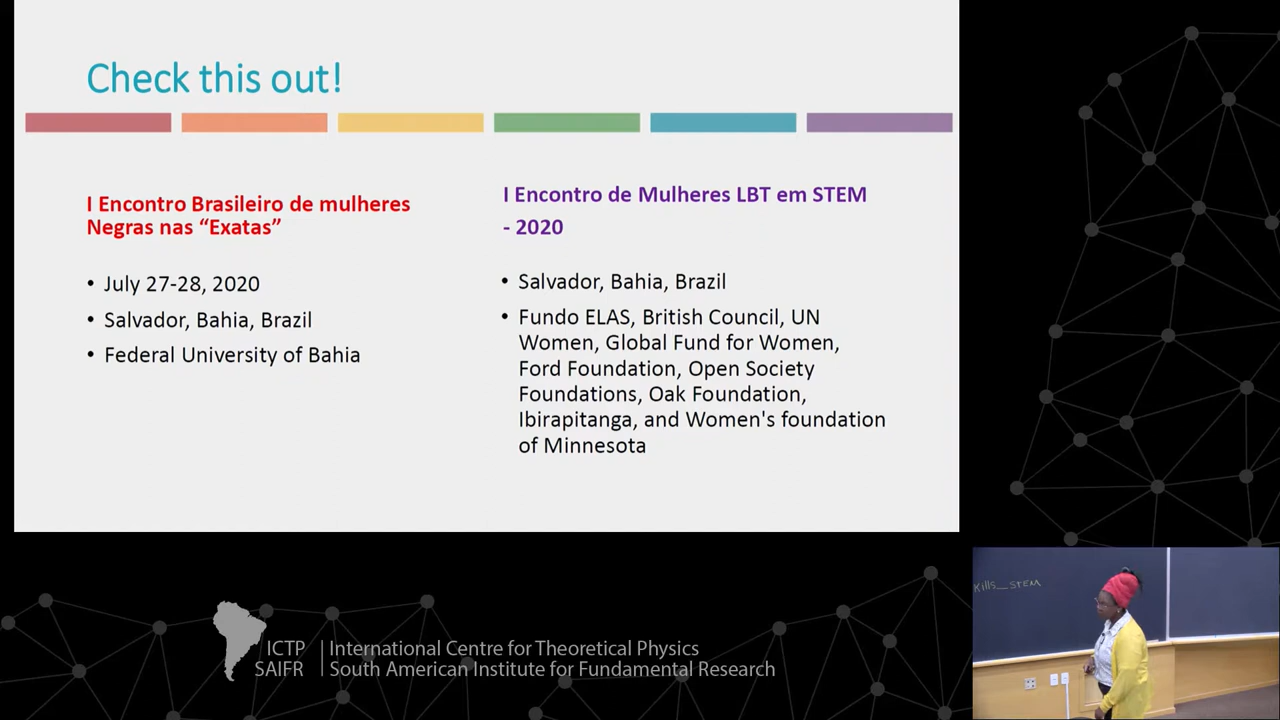 Check this out!
I Encontro Brasileiro de mulheres
Negras nas “Exatas”
• July 27-28, 2020
• Salvador, Bahia, Brazil
• Federal University of Bahia
I Encontro de Mulheres LBT em STEM
- 2020
• Salvador, Bahia, Brazil
• Fundo ELAS, British Council, UN
Women, Global Fund for Women,
Ford Foundation, Open Society
Foundations, Oak Foundation,
Ibirapitanga, and Women's foundation
of Minnesota
Kills_STEM
ICTP
SAIFR
International Centre for Theoretical Physics
South American Institute for Fundamental Research